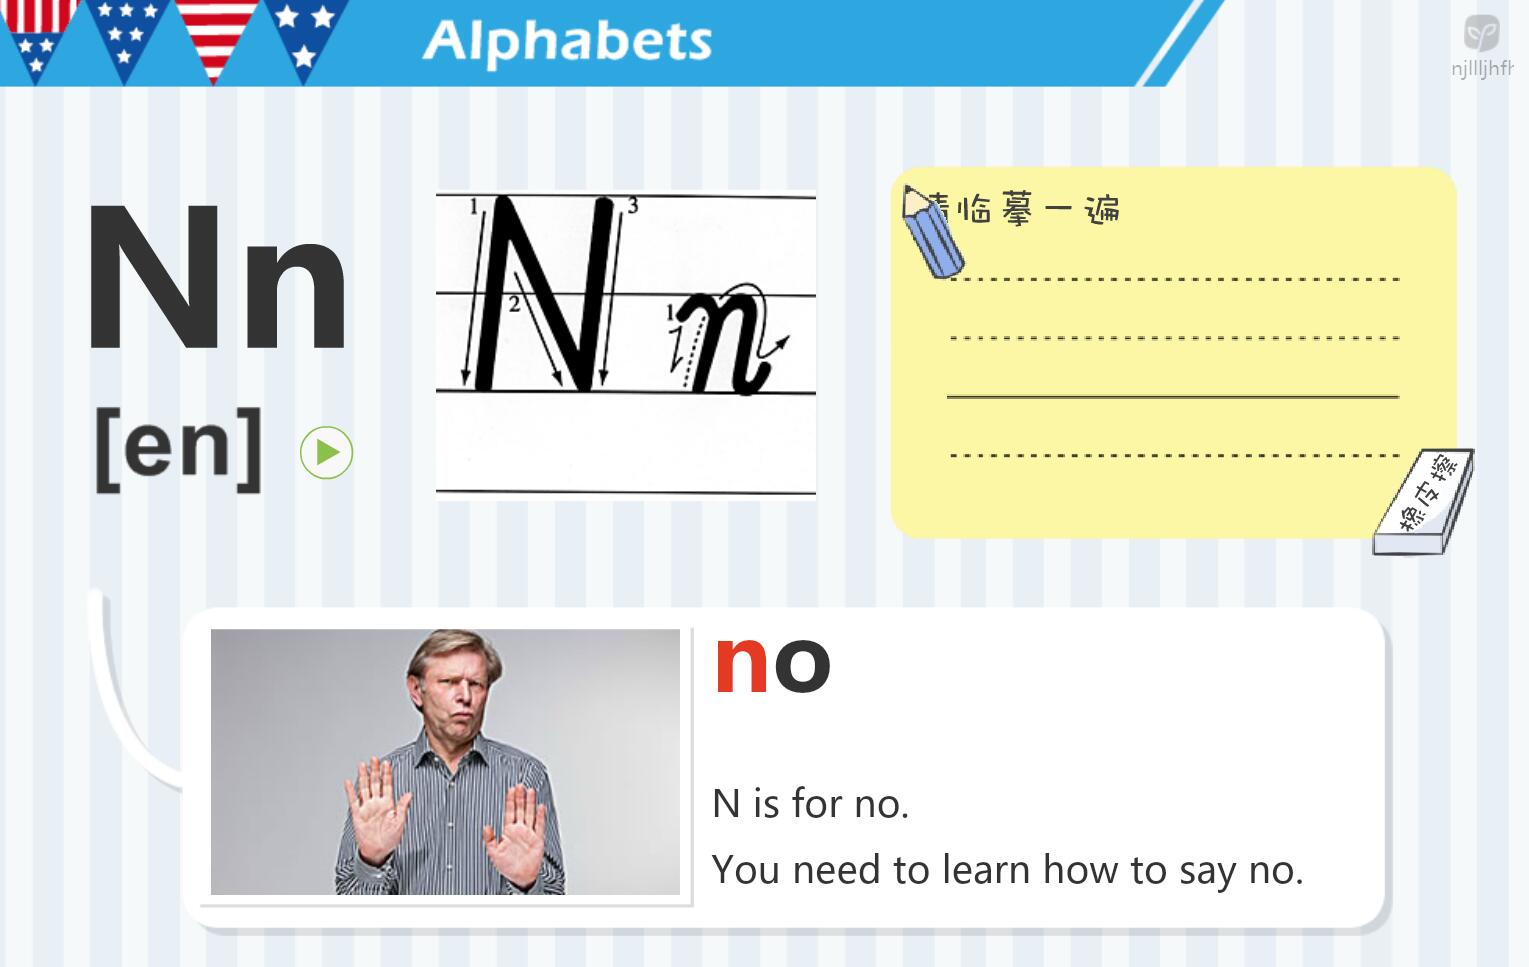 Alphabets
njllljhfh
Nn
[en]
1
2
3
N
n
1
请临摹一遍
橡皮擦
no
N is for no.
You need to learn how to say no.